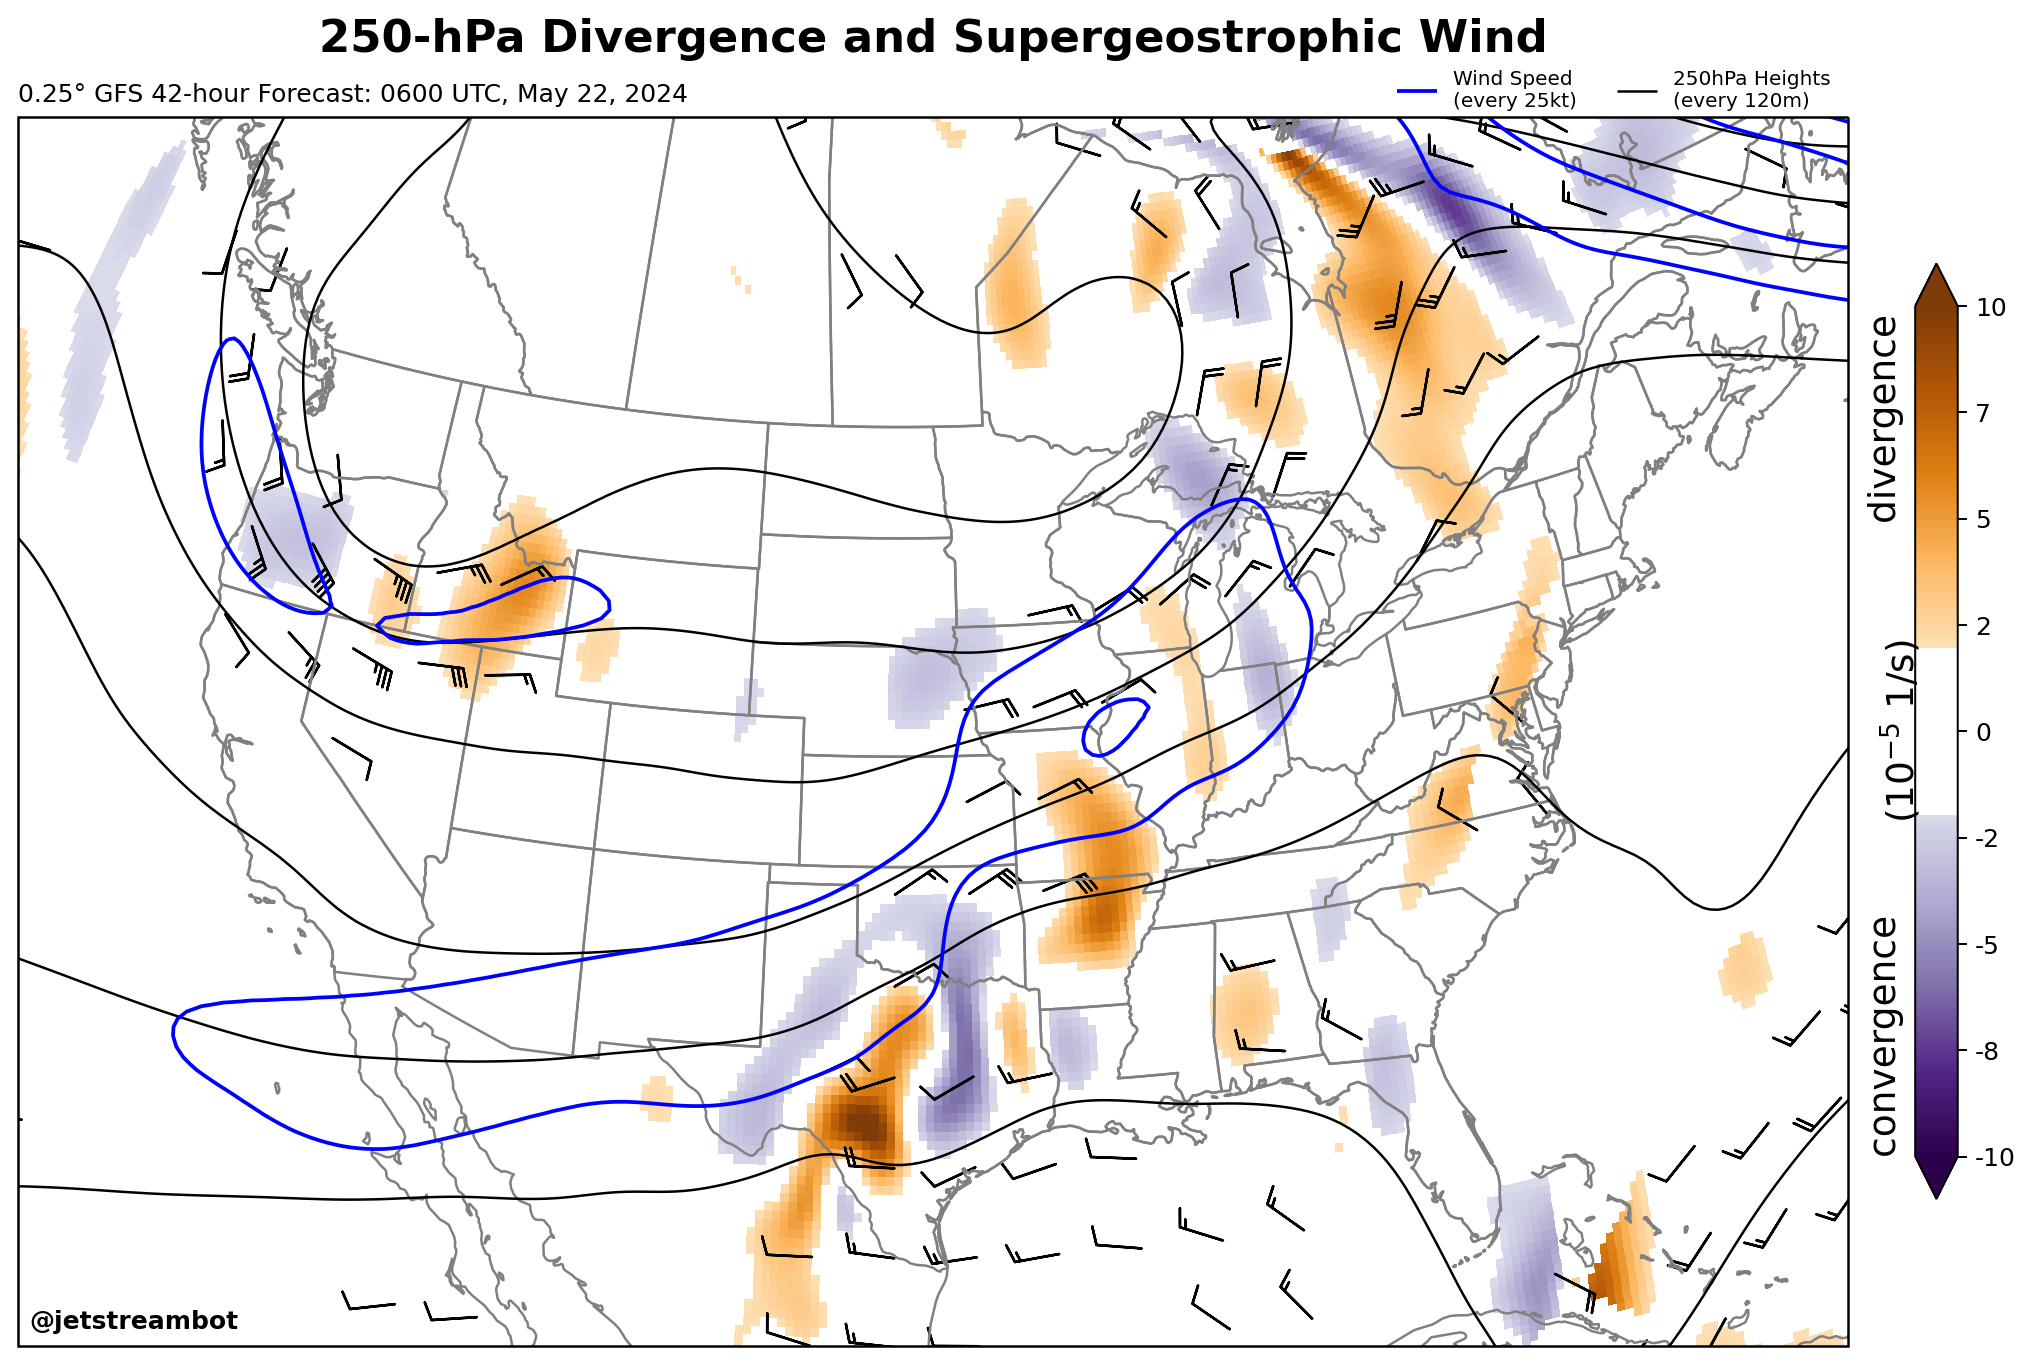 250-hPa Divergence and Supergeostrophic Wind
0.25° GFS 42-hour Forecast: 0600 UTC, May 22, 2024
Wind Speed
(every 25kt)
250hPa Heights
(every 120m)
10
7
5
2
0
-2
-5
-8
-10
convergence
(10⁻⁵ 1/s)
divergence
@jetstreambot